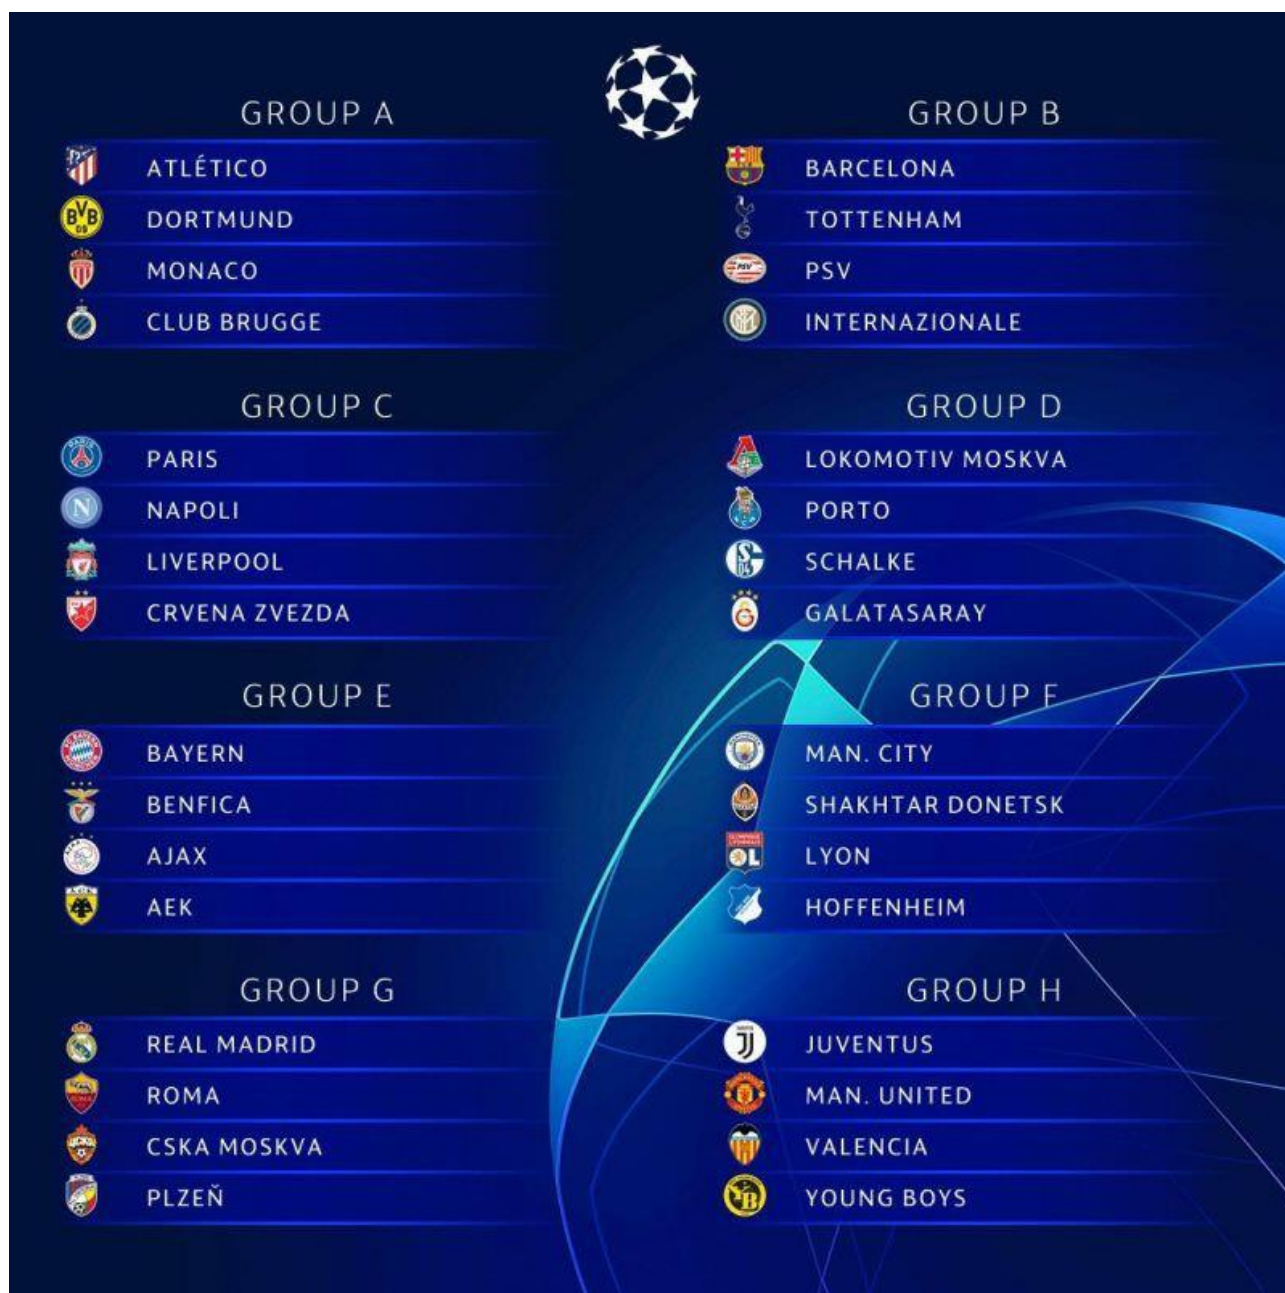 GROUP A
ATLÉTICO
DORTMUND
MONACO
CLUB BRUGGE
GROUP B
BARCELONA
TOTTENHAM
PSV
INTERNAZIONALE
GROUP C
PARIS
NAPOLI
LIVERPOOL
CRVENA ZVEZDA
GROUP D
LOKOMOTIV MOSKVA
PORTO
SCHALKE
GALATASARAY
GROUP E
BAYERN
BENFICA
AJAX
AEK
GROUP F
MAN. CITY
SHAKHTAR DONETSK
LYON
HOFFENHEIM
GROUP G
REAL MADRID
ROMA
CSKA MOSKVA
PLZEŇ
GROUP H
JUVENTUS
MAN. UNITED
VALENCIA
YOUNG BOYS